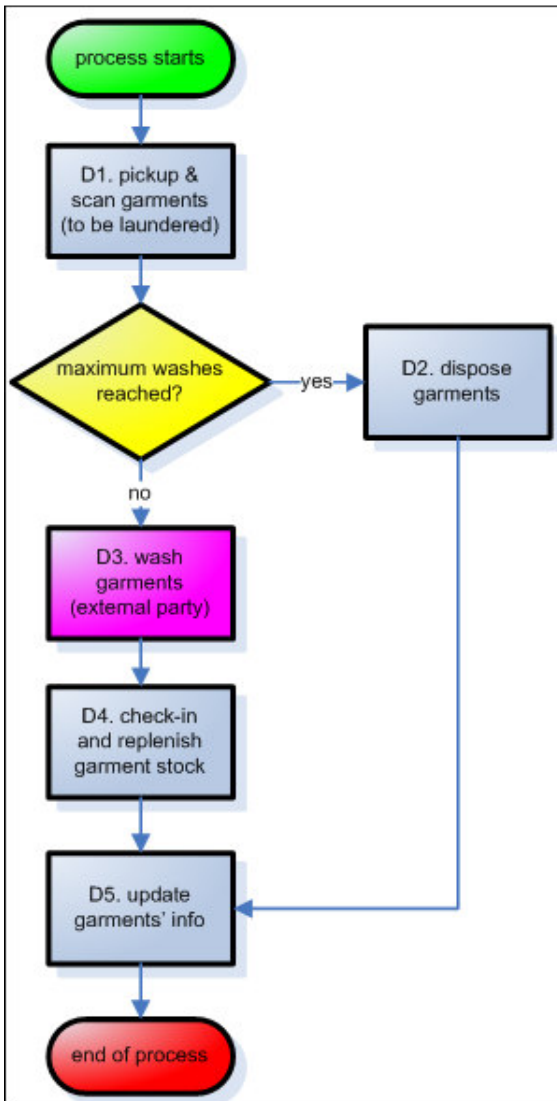 process starts
D1. pickup &
scan garments
(to be laundered)
maximum washes
reached?
yes
D2. dispose
garments
no
D3. wash
garments
(external party)
D4. check-in
and replenish
garment stock
D5. update
garments' info
end of process